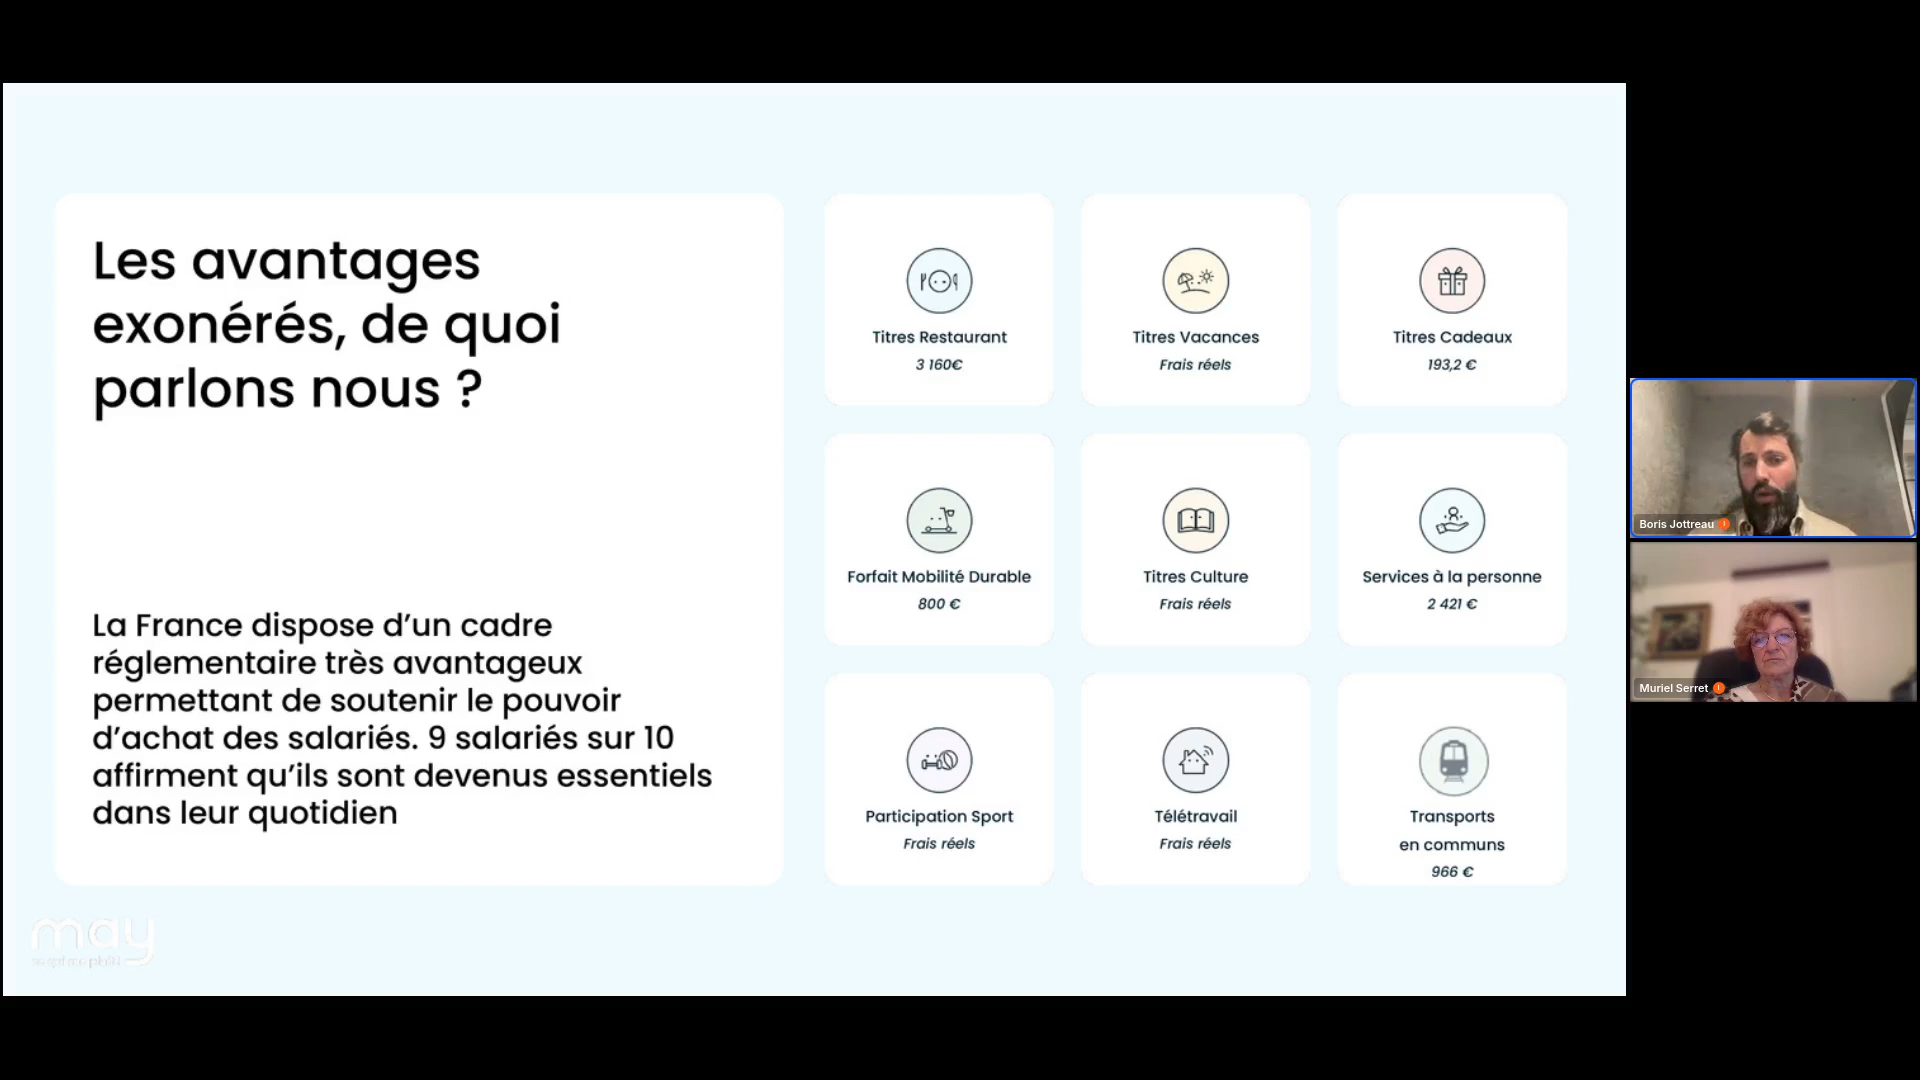 Les avantages
exonérés, de quoi
parlons nous ?
La France dispose d’un cadre
réglementaire très avantageux
permettant de soutenir le pouvoir
d’achat des salariés. 9 salariés sur 10
affirment qu’ils sont devenus essentiels
dans leur quotidien
Titres Restaurant
3 160€
Titres Vacances
Frais réels
Titres Cadeaux
193,2 €
Forfait Mobilité Durable
800 €
Titres Culture
Frais réels
Services à la personne
2 421 €
Participation Sport
Frais réels
Télétravail
Frais réels
Transports
en communs
966 €
may
Boris Jottreau
Muriel Serret